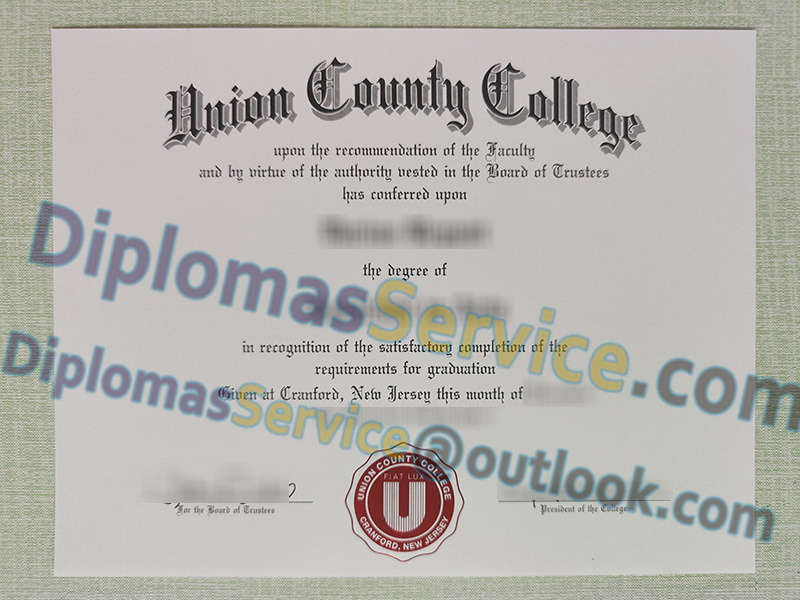 Union County College
upon the recommendation of the Faculty
and by virtue of the authority vested in the Board of Trustees
has conferred upon
the degree of
DiplomasService.com
in recognition of the satisfactory completion of the
requirements for graduation
Given at Cranford, New Jersey this month of
DiplomasService@outlook.com
UNION COUNTY COLLEGE
FIAT LUX
U
CRANFORD, NEW JERSEY
For the Board of Trustees
President of the College